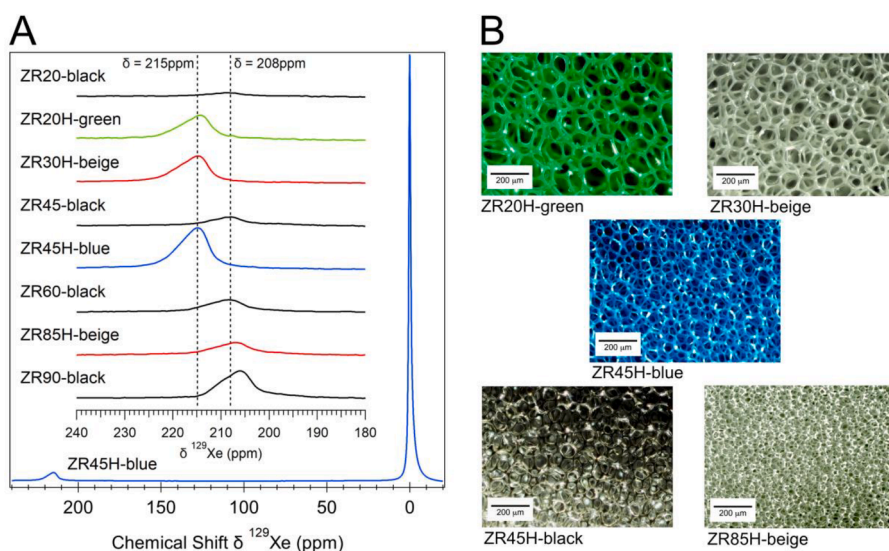 A
δ = 215ppm
δ = 208ppm
ZR20-black
ZR20H-green
ZR30H-beige
ZR45-black
ZR45H-blue
ZR60-black
ZR85H-beige
ZR90-black
240 230 220 210 200 190 180
δ ¹²⁹Xe (ppm)
ZR45H-blue
200 150 100 50 0
Chemical Shift δ ¹²⁹Xe (ppm)
B
200 µm
ZR20H-green
200 µm
ZR30H-beige
200 µm
ZR45H-blue
200 µm
ZR45H-black
200 µm
ZR85H-beige